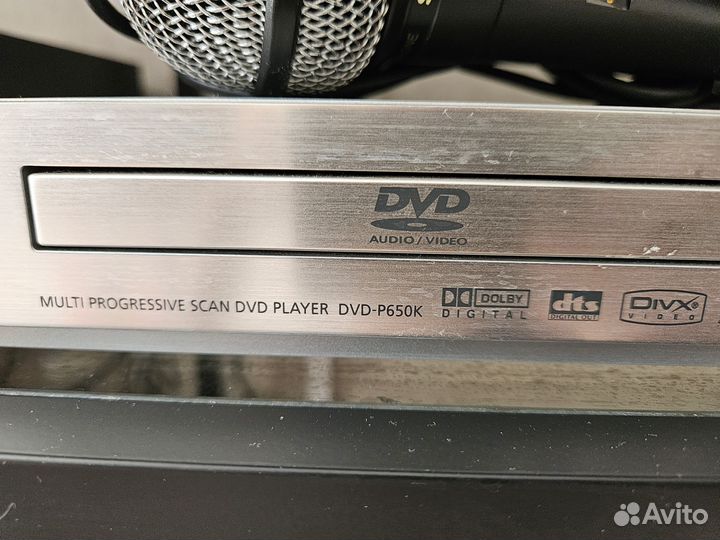 DVD
AUDIO/VIDEO
MULTI PROGRESSIVE SCAN DVD PLAYER DVD-P650K
DOLBY
DIGITAL
dts
DIGITAL OUT
DIVX
VIDEO
Avito